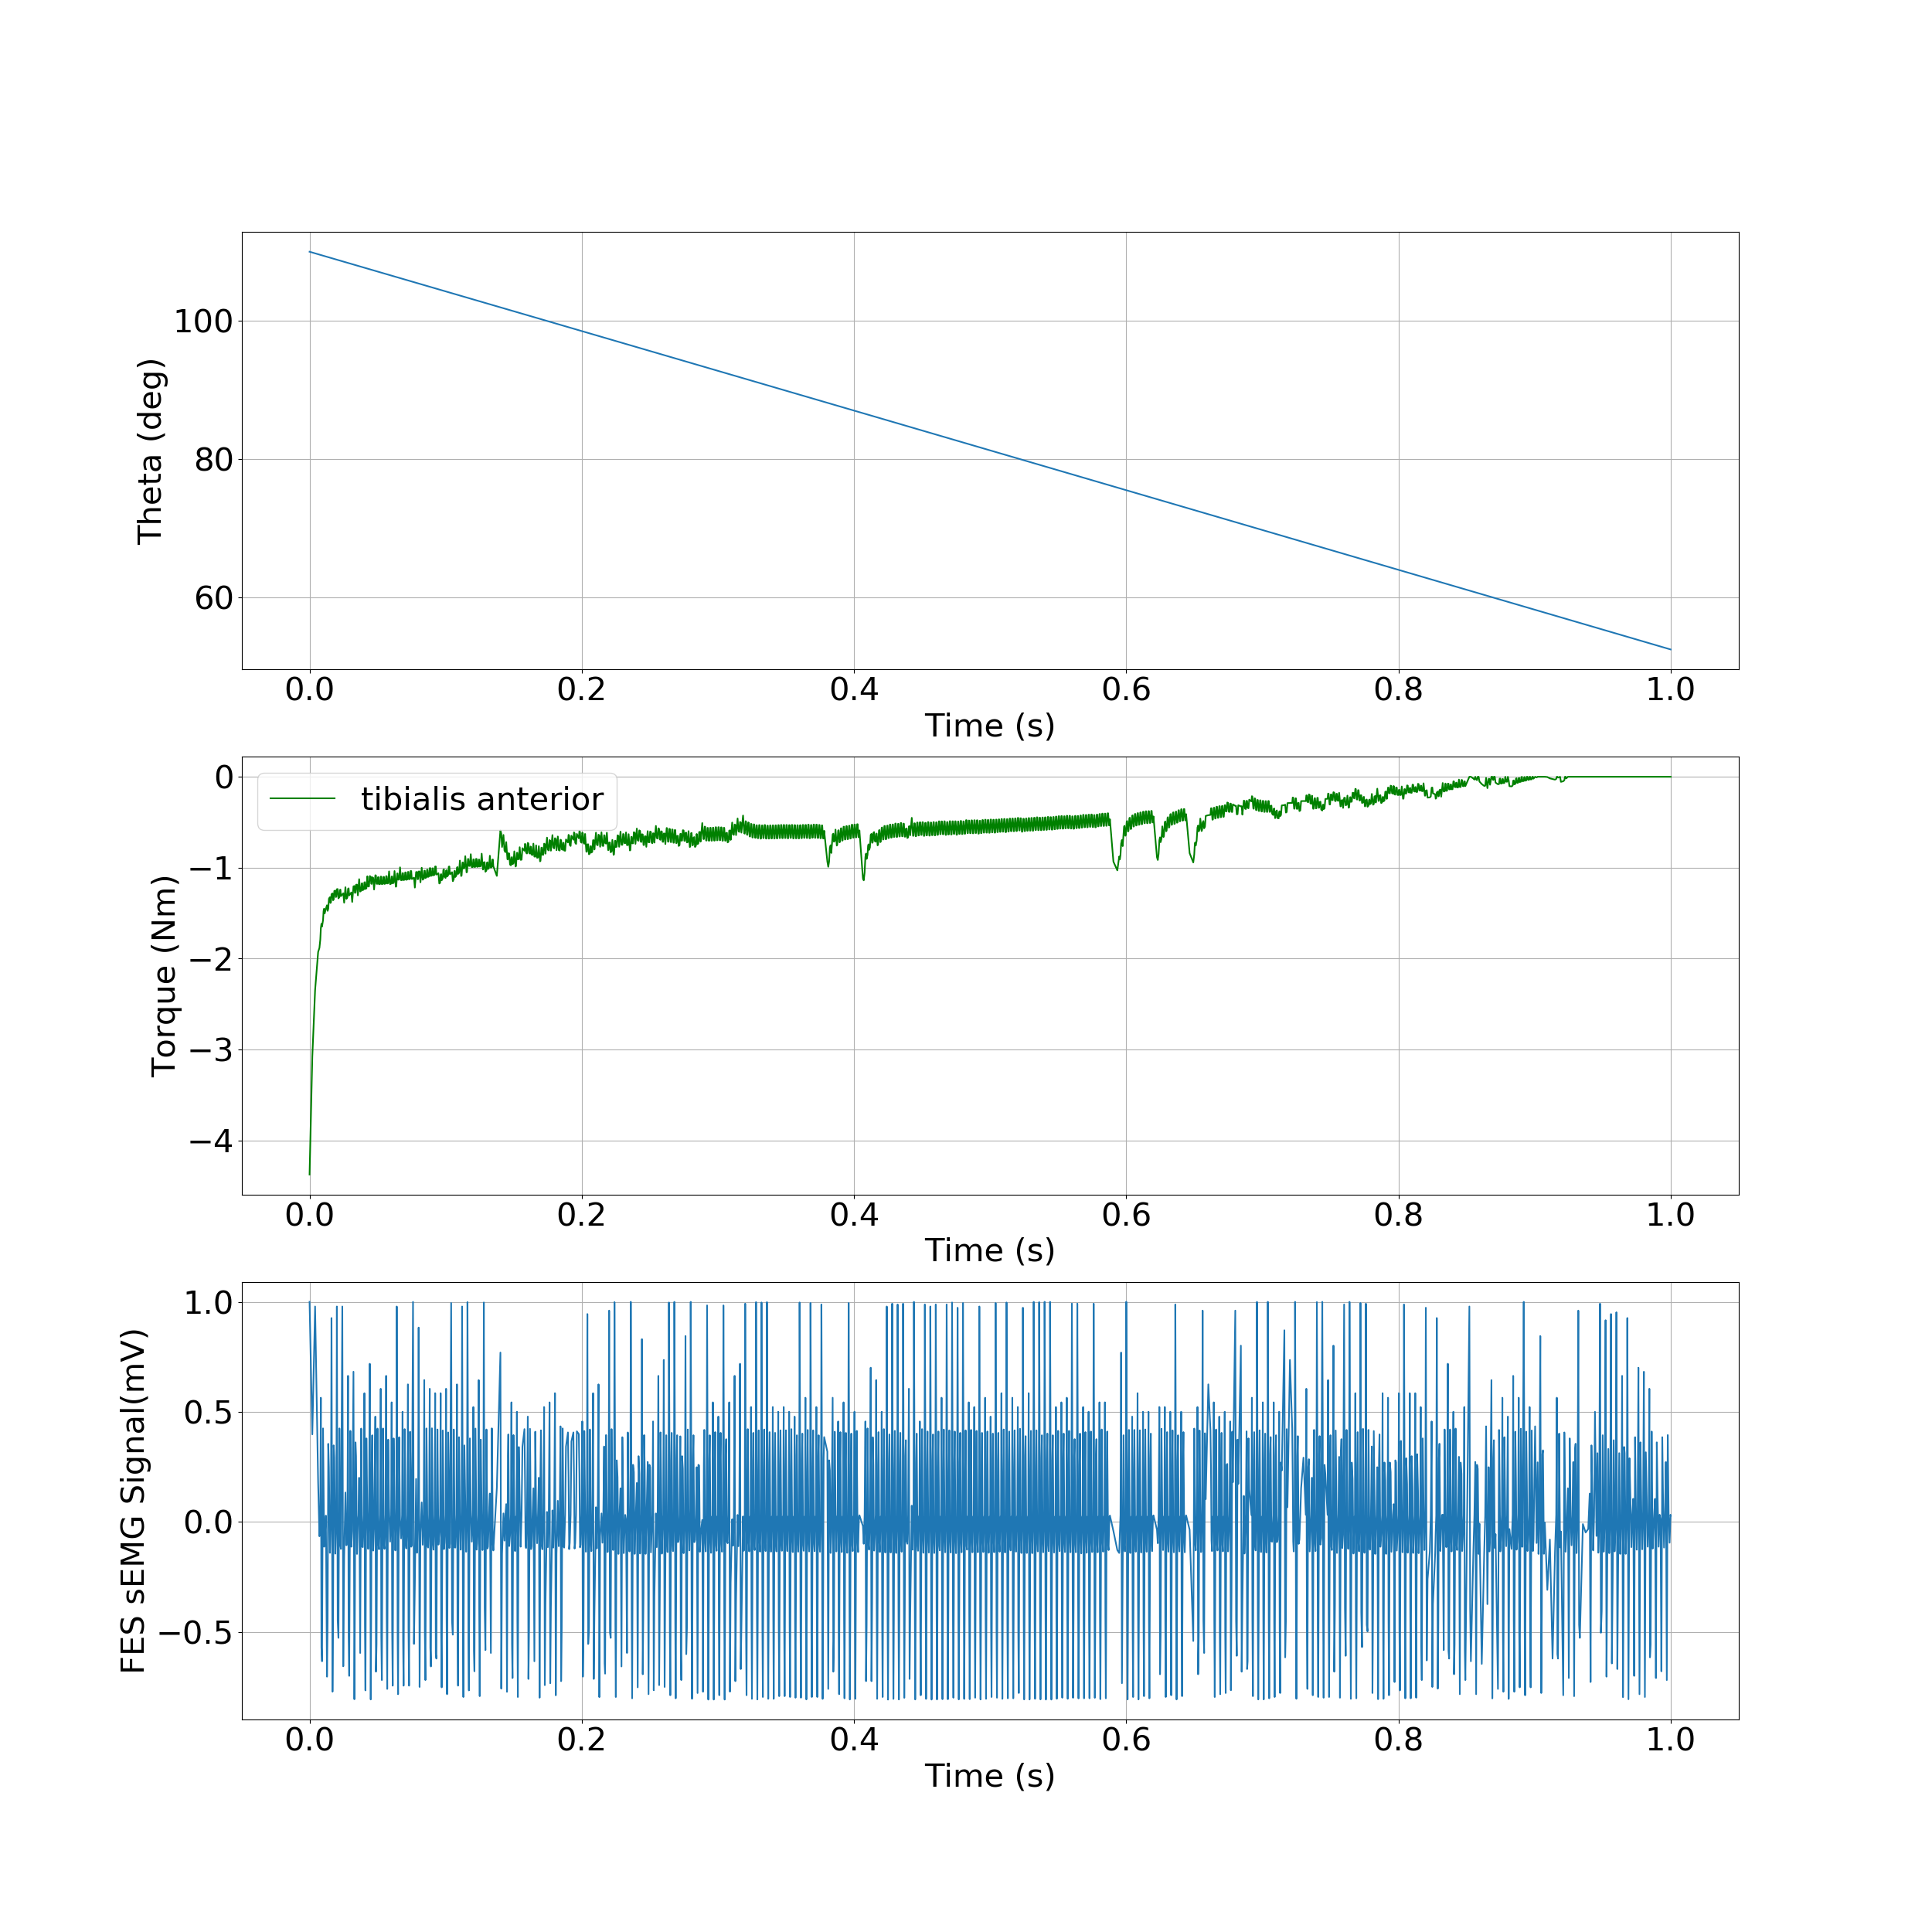 100
80
60
Theta (deg)
0.0 0.2 0.4 0.6 0.8 1.0
Time (s)
tibialis anterior
0
−1
−2
−3
−4
Torque (Nm)
0.0 0.2 0.4 0.6 0.8 1.0
Time (s)
1.0
0.5
0.0
−0.5
FES sEMG Signal(mV)
0.0 0.2 0.4 0.6 0.8 1.0
Time (s)